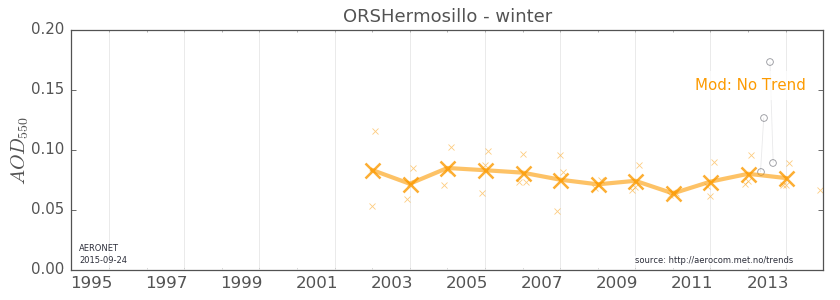 ORSHermosillo - winter
0.20
0.15
0.10
0.05
0.00
AOD550
Mod: No Trend
AERONET
2015-09-24
source: http://aerocom.met.no/trends
1995 1997 1999 2001 2003 2005 2007 2009 2011 2013